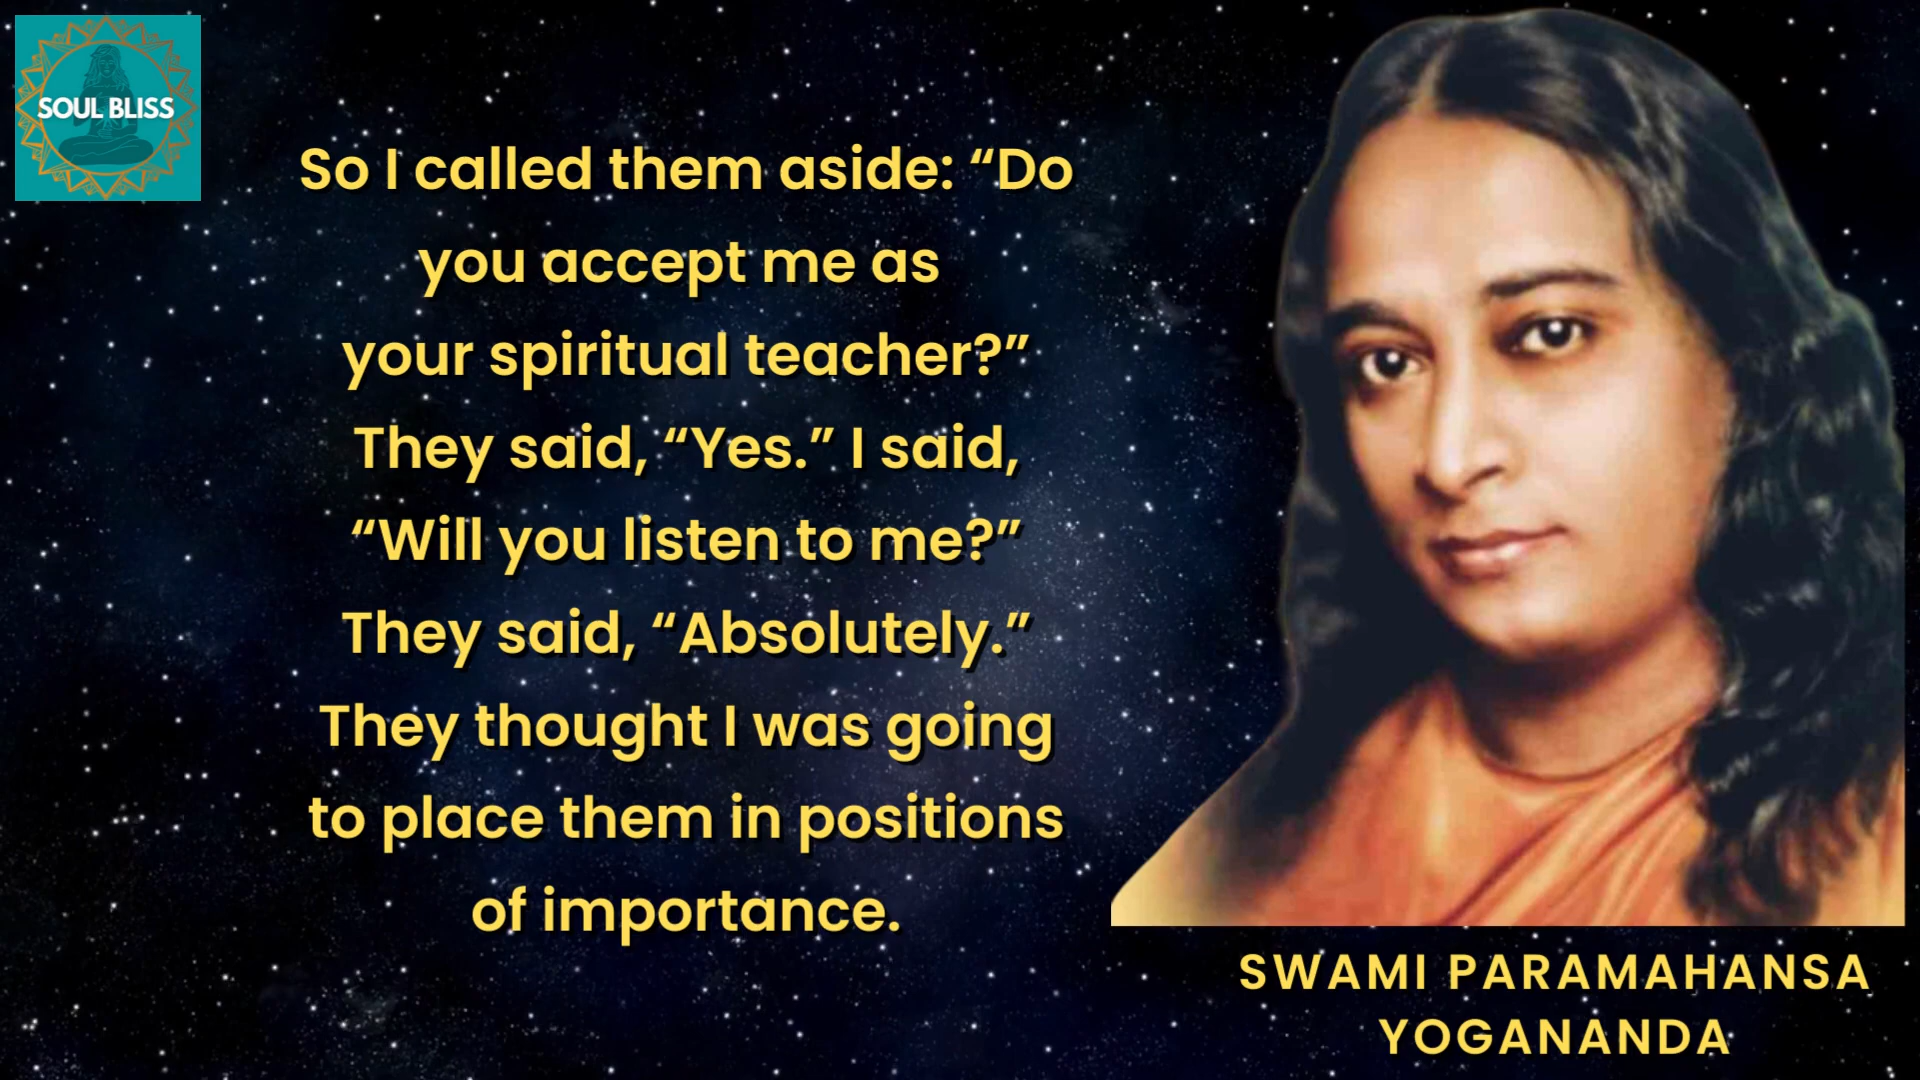 SOUL BLISS
So I called them aside: “Do
you accept me as
your spiritual teacher?”
They said, “Yes.” I said,
“Will you listen to me?”
They said, “Absolutely.”
They thought I was going
to place them in positions
of importance.
SWAMI PARAMAHANSA
YOGANANDA